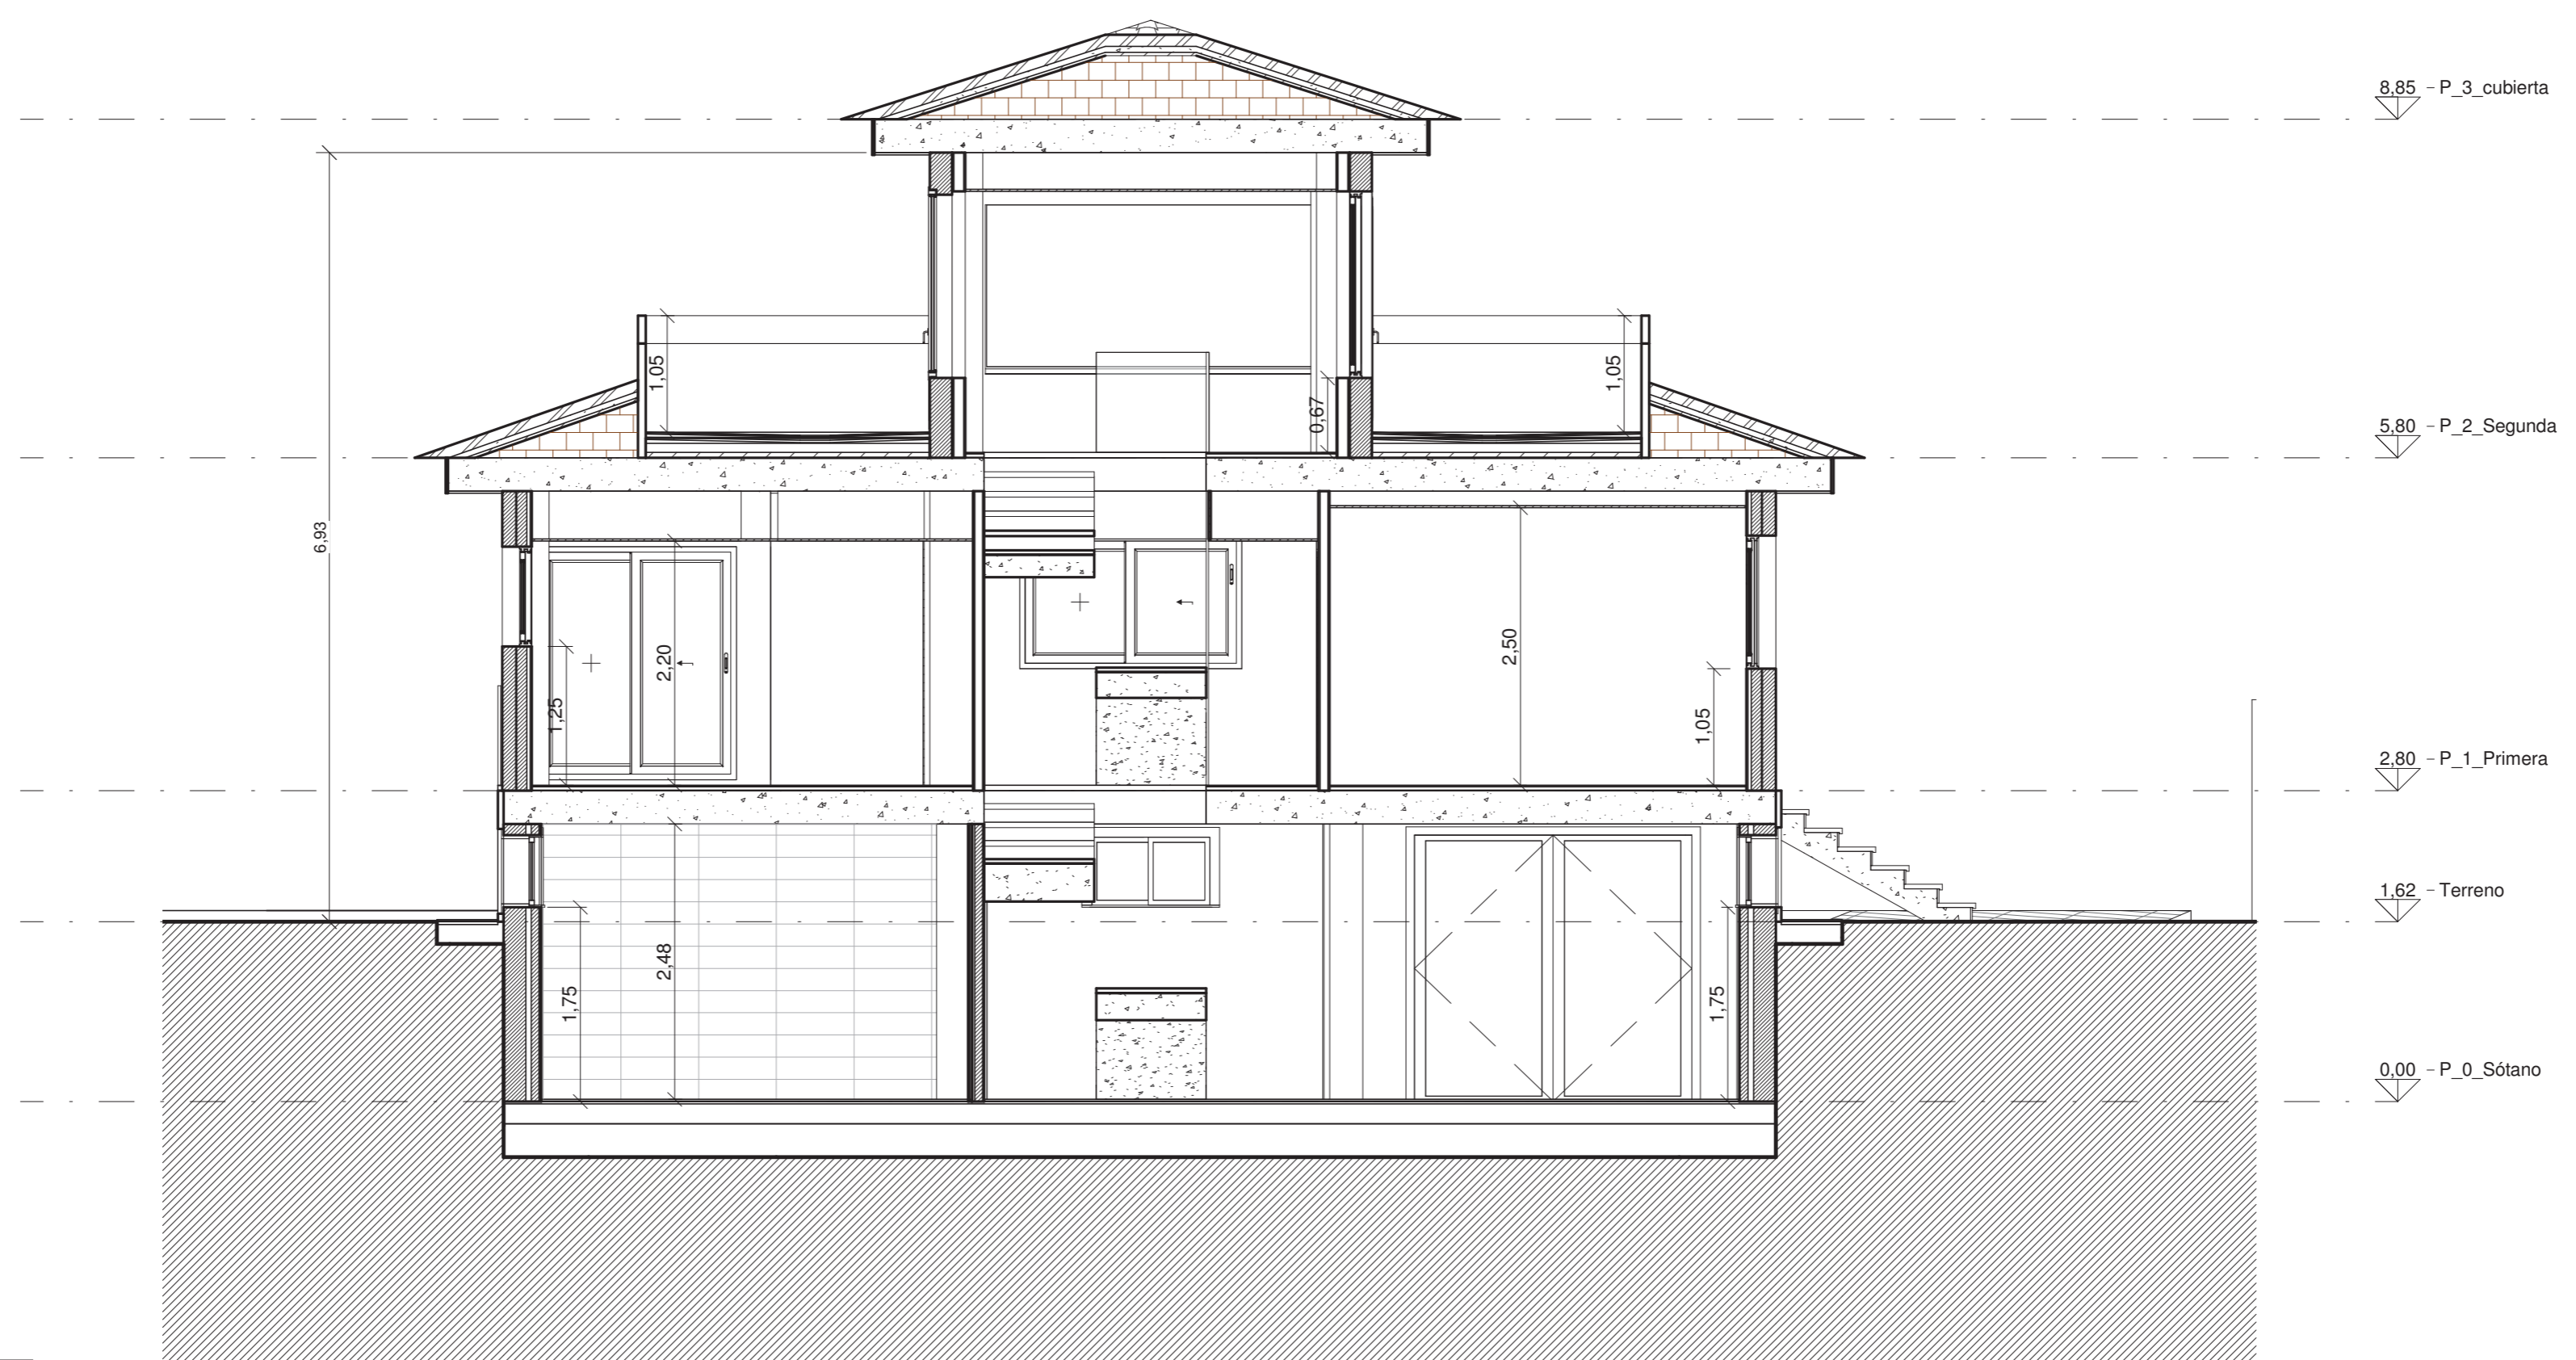 8,85 - P_3_cubierta
1,05
1,05
0,67
5,80 - P_2_Segunda
6,93
2,20
2,50
1,25
1,05
2,80 - P_1_Primera
1,62 - Terreno
2,48
1,75
1,75
0,00 - P_0_Sótano